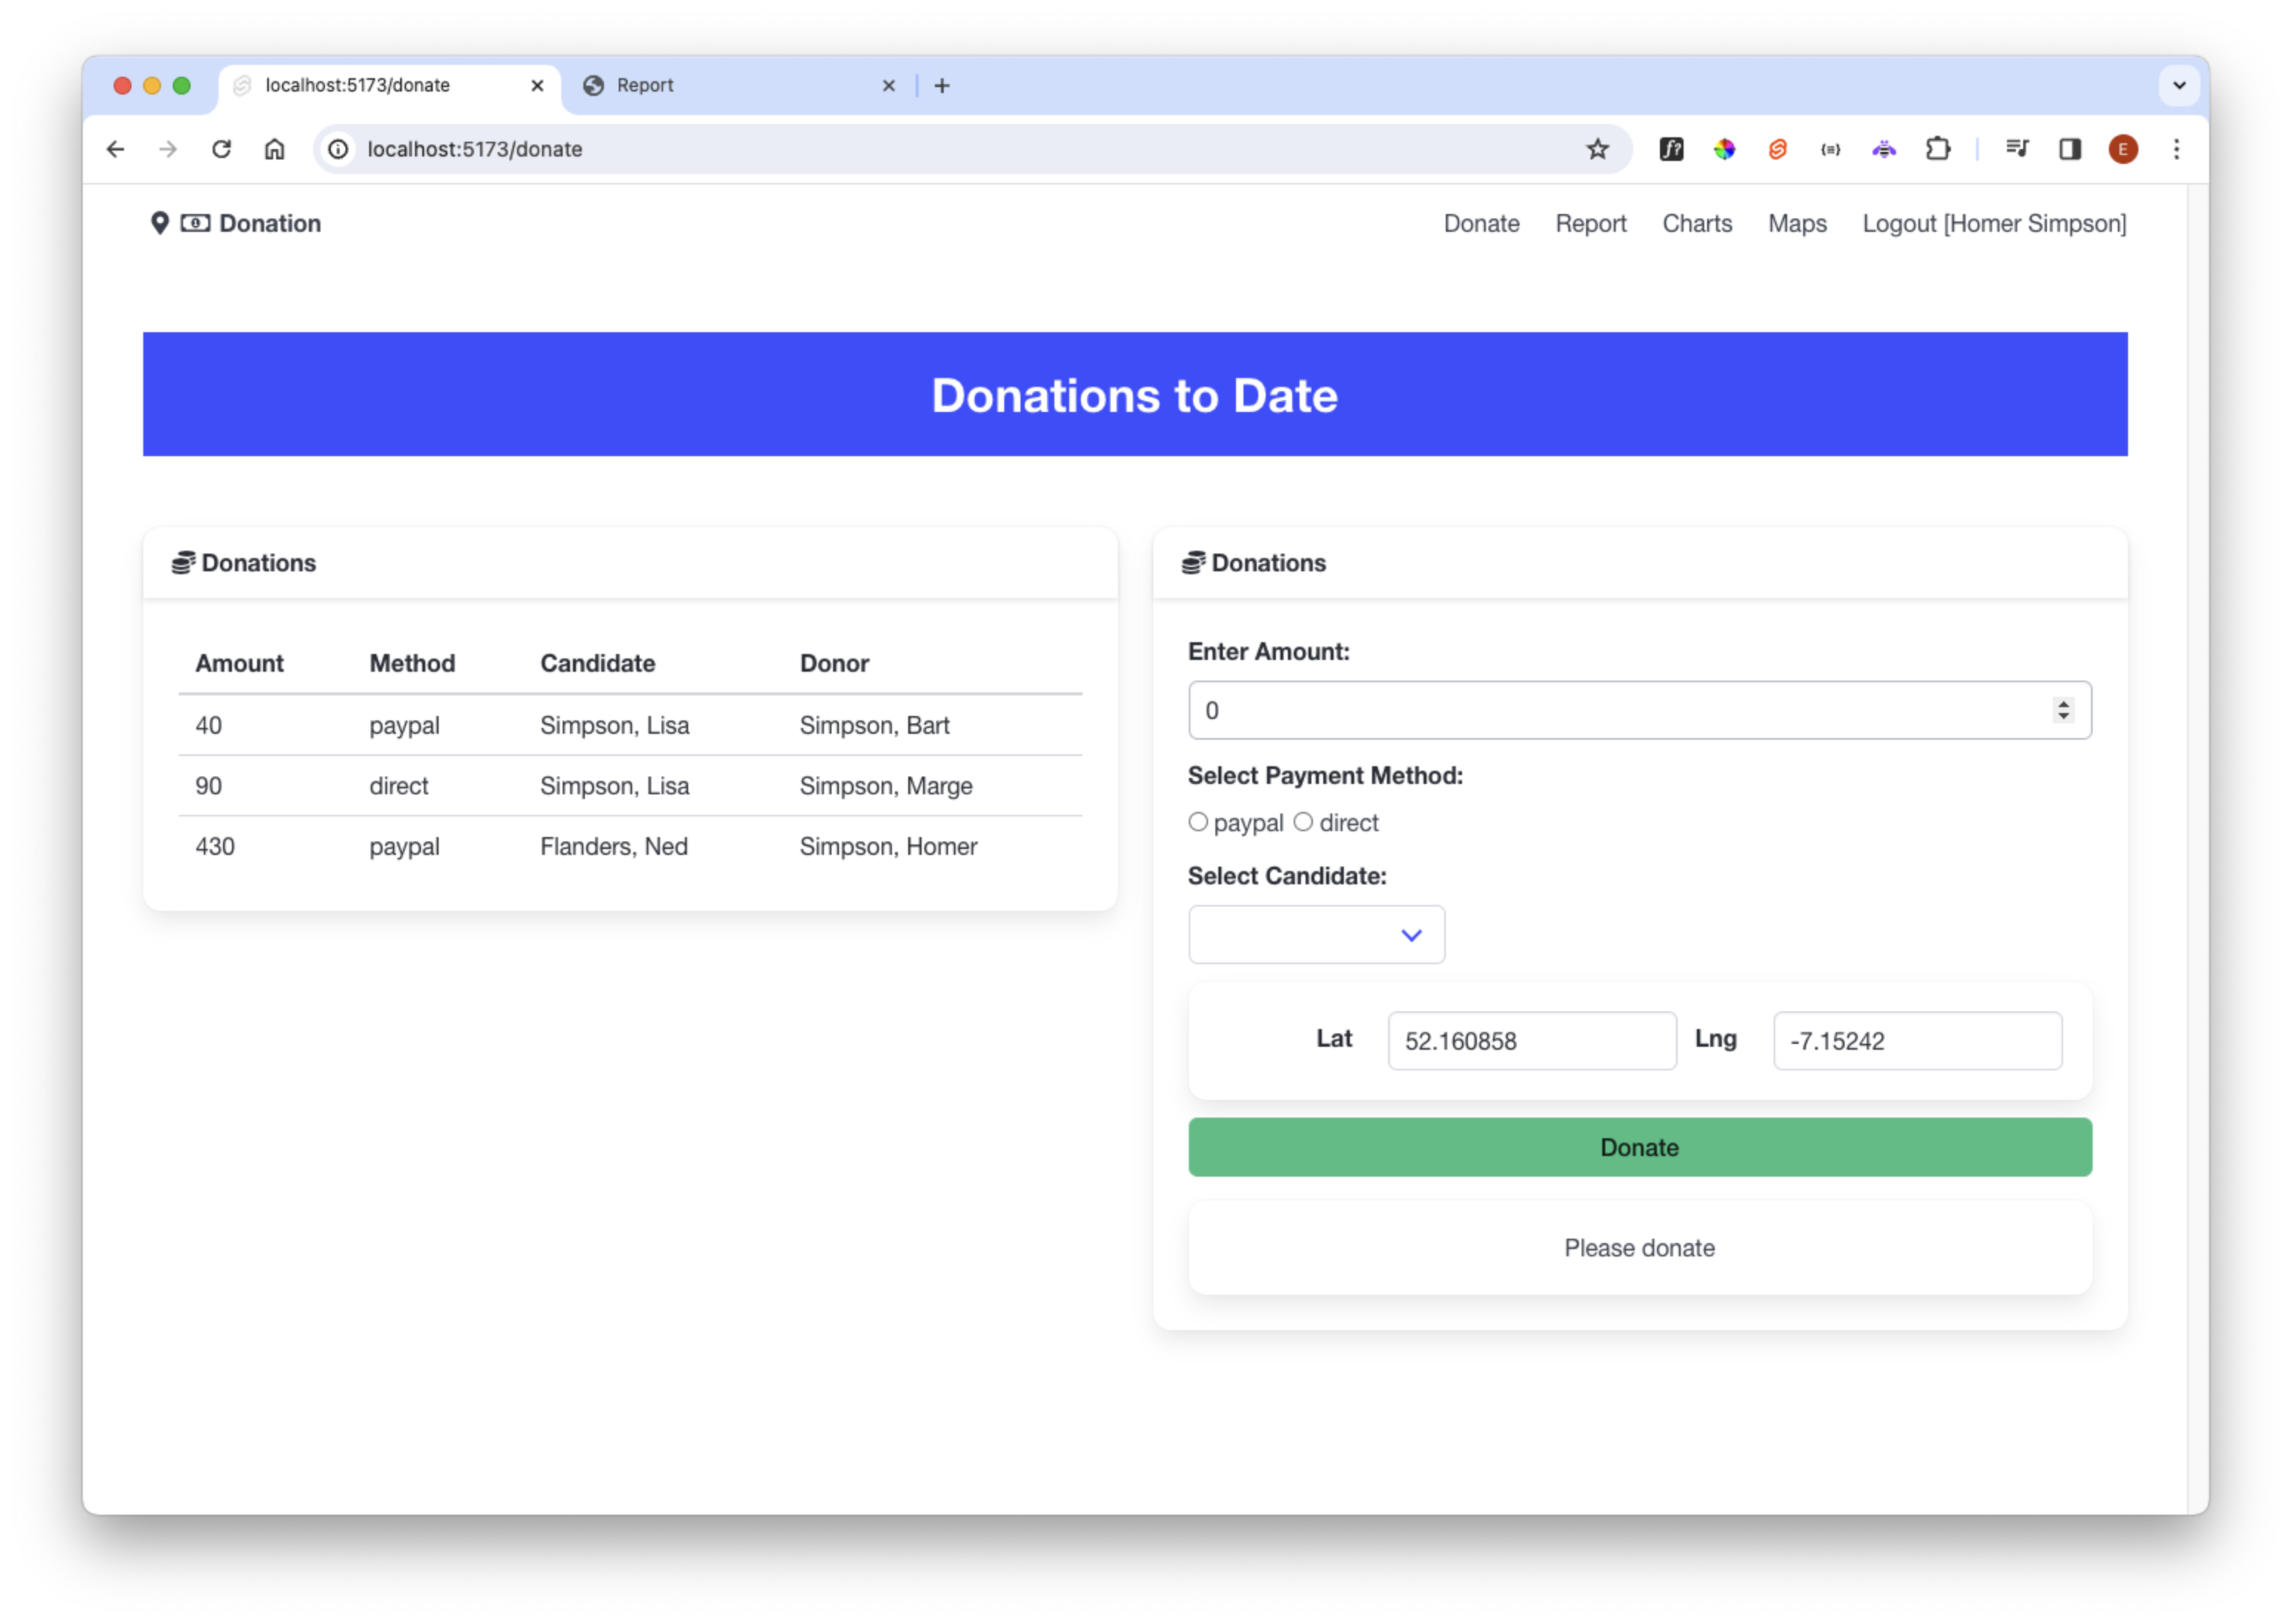 localhost:5173/donate
Report
localhost:5173/donate
f?
{≡}
E
Donation
Donate Report Charts Maps Logout [Homer Simpson]
Donations to Date
Donations
Amount Method Candidate Donor
40 paypal Simpson, Lisa Simpson, Bart
90 direct Simpson, Lisa Simpson, Marge
430 paypal Flanders, Ned Simpson, Homer
Donations
Enter Amount:
0
Select Payment Method:
paypal direct
Select Candidate:
Lat 52.160858 Lng -7.15242
Donate
Please donate